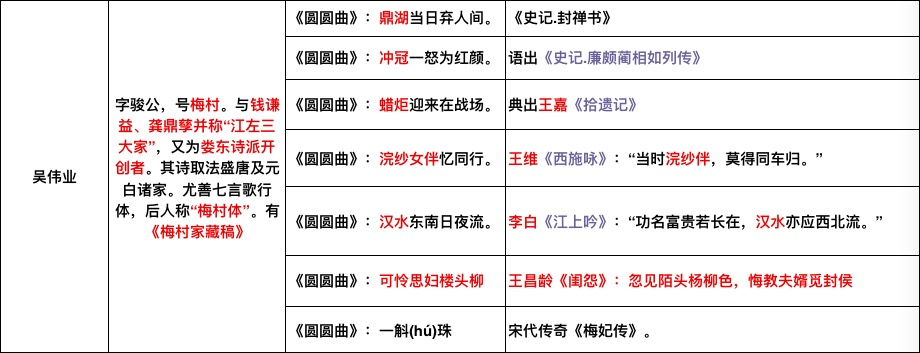 吴伟业
字骏公，号梅村。与钱谦
益、龚鼎孳并称“江左三
大家”，又为娄东诗派开
创者。其诗取法盛唐及元
白诸家。尤善七言歌行
体，后人称“梅村体”。有
《梅村家藏稿》
《圆圆曲》：鼎湖当日弃人间。
《史记.封禅书》
《圆圆曲》：冲冠一怒为红颜。
语出《史记.廉颇蔺相如列传》
《圆圆曲》：蜡炬迎来在战场。
典出王嘉《拾遗记》
《圆圆曲》：浣纱女伴忆同行。
王维《西施咏》：“当时浣纱伴，莫得同车归。”
《圆圆曲》：汉水东南日夜流。
李白《江上吟》：“功名富贵若长在，汉水亦应西北流。”
《圆圆曲》：可怜思妇楼头柳
王昌龄《闺怨》：忽见陌头杨柳色，悔教夫婿觅封侯
《圆圆曲》：一斛(hú)珠
宋代传奇《梅妃传》。